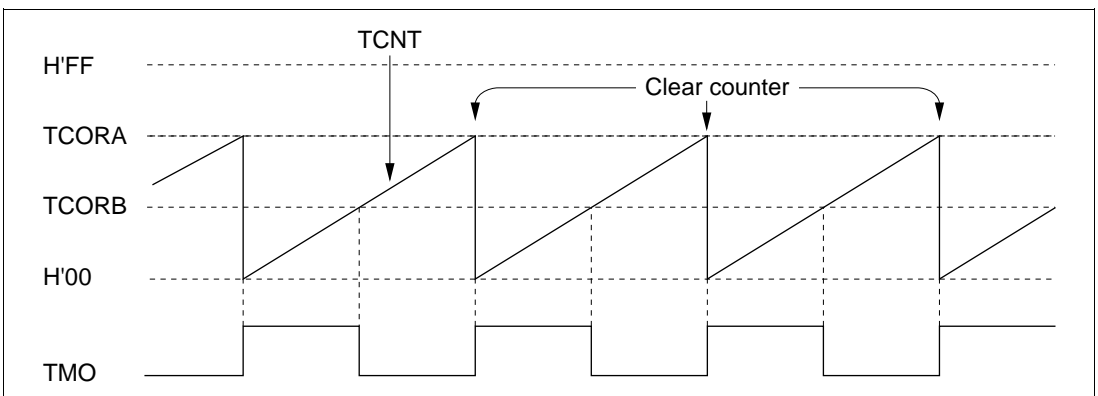 TCNT
H'FF
Clear counter
TCORA
TCORB
H'00
TMO